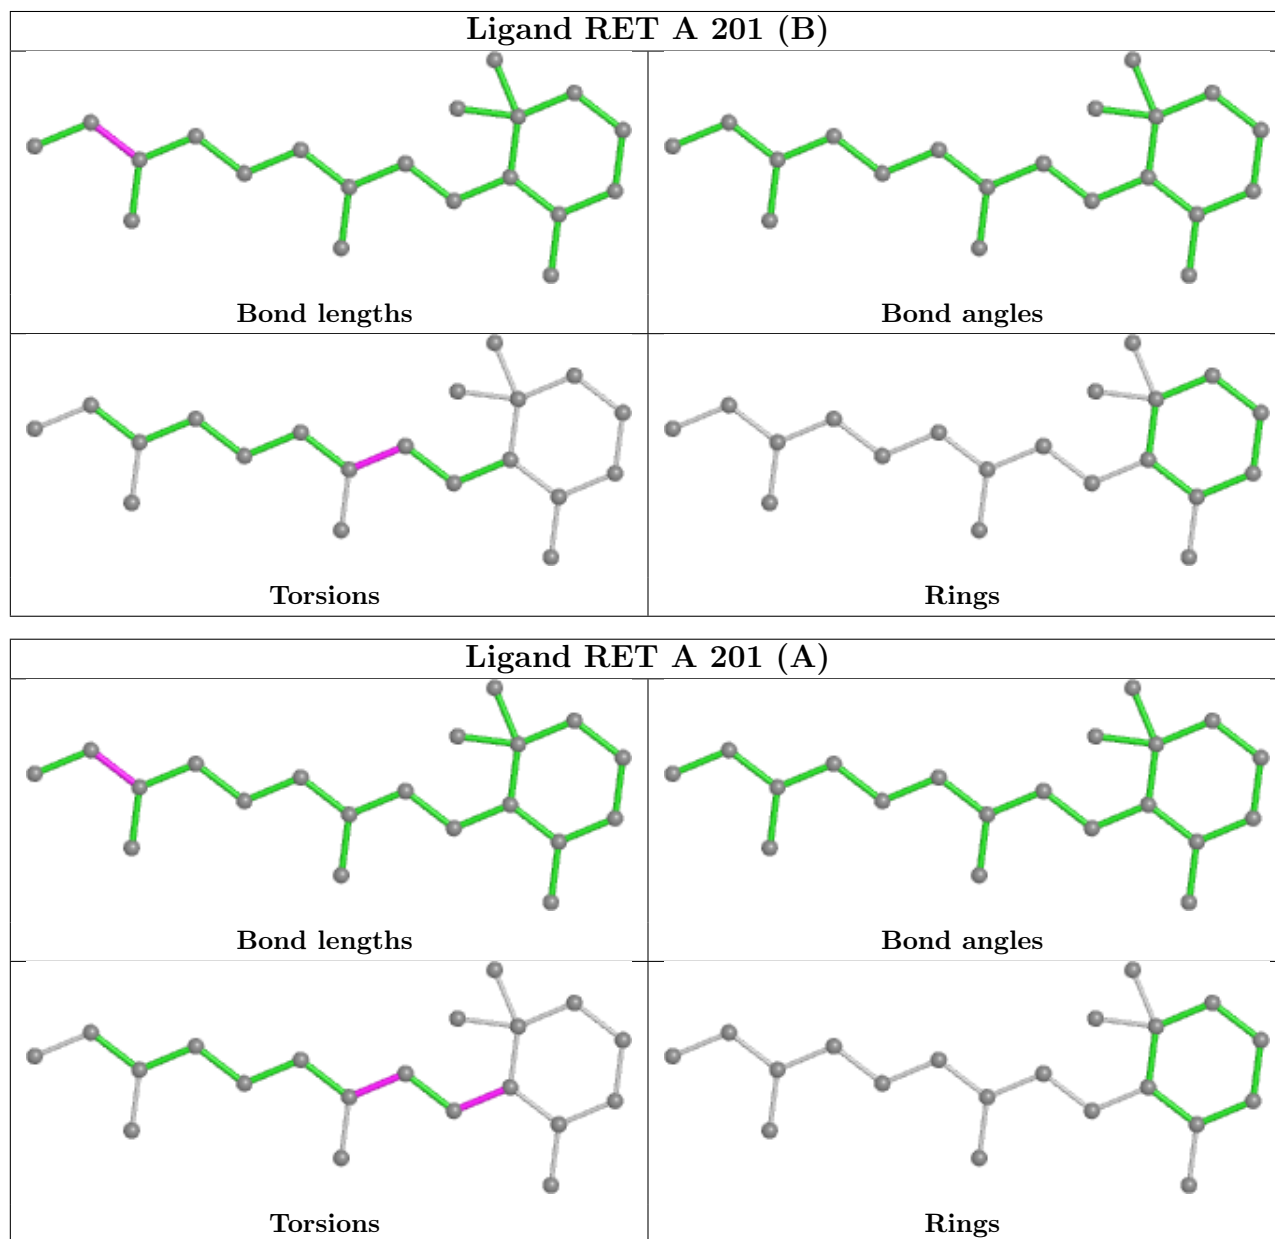 Ligand RET A 201 (B)
Bond lengths
Bond angles
Torsions
Rings
Ligand RET A 201 (A)
Bond lengths
Bond angles
Torsions
Rings